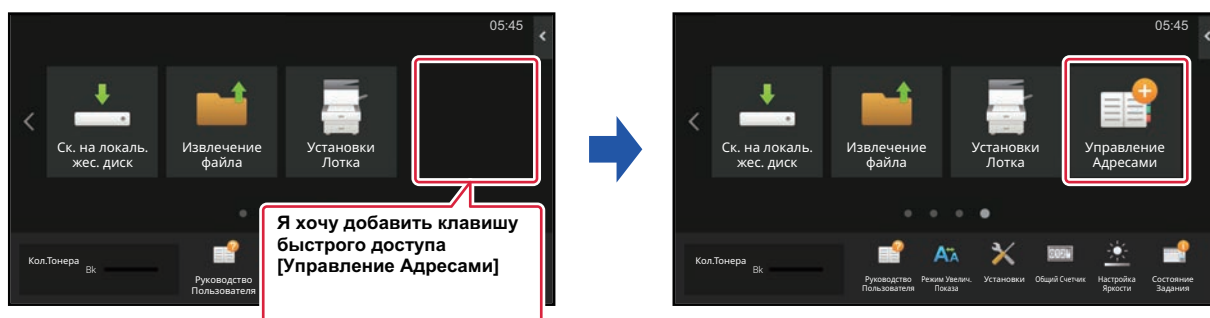 05:45
Ск. на локаль.
жес. диск
Извлечение
файла
Установки
Лотка
Я хочу добавить клавишу
быстрого доступа
[Управление Адресами]
Кол.Тонера
Bk
Руководство
Пользователя
05:45
Ск. на локаль.
жес. диск
Извлечение
файла
Установки
Лотка
Управление
Адресами
Кол.Тонера
Bk
Руководство
Пользователя
Режим Увелич.
Показа
Установки
Общий Счетчик
Настройка
Яркости
Состояние
Задания